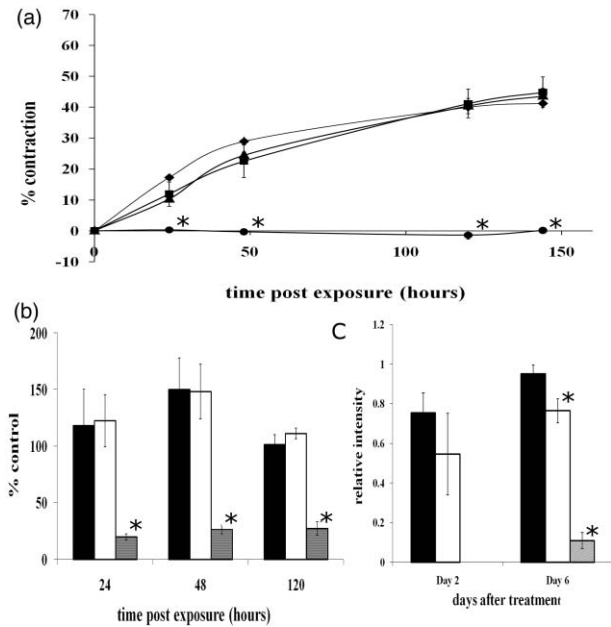 (a)
70
60
50
40
30
20
10
0
-10
% contraction
0
50
100
150
* * * *
time post exposure (hours)
(b)
200
150
100
50
0
% control
* * *
24 48 120
time post exposure (hours)
C
1.2
1
0.8
0.6
0.4
0.2
0
relative intensity
*
*
Day 2 Day 6
days after treatment